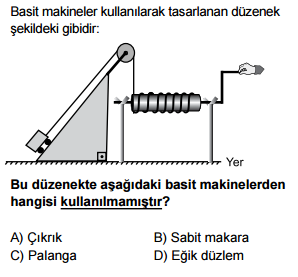 Basit makineler kullanılarak tasarlanan düzenek
şekildeki gibidir:
Yer
Bu düzenekte aşağıdaki basit makinelerden
hangisi kullanılmamıştır?
A) Çıkrık B) Sabit makara
C) Palanga D) Eğik düzlem